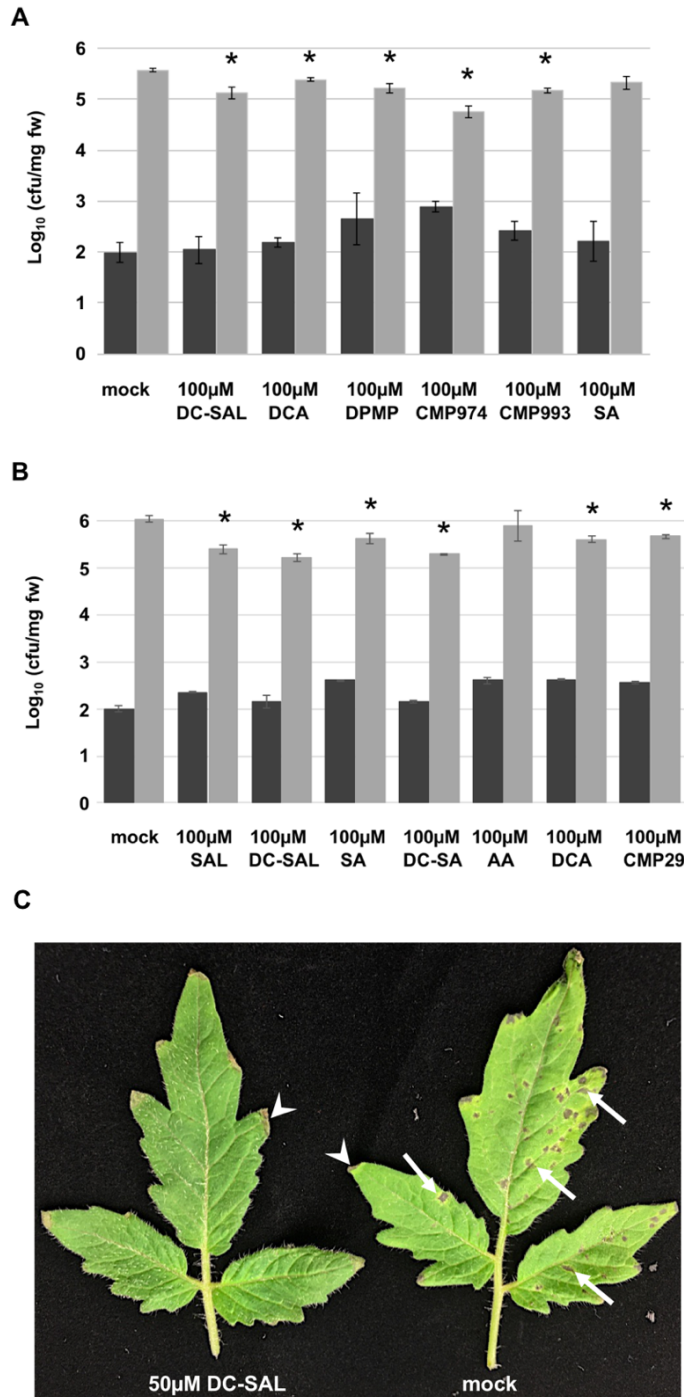 A
Log10 (cfu/mg fw)
6
5
4
3
2
1
0
* * * * *
mock 100µM 100µM 100µM 100µM 100µM 100µM
DC-SAL DCA DPMP CMP974 CMP993 SA
B
Log10 (cfu/mg fw)
6
5
4
3
2
1
0
* * * * * *
mock 100µM 100µM 100µM 100µM 100µM 100µM 100µM
SAL DC-SAL SA DC-SA AA DCA CMP29
C
50µM DC-SAL mock